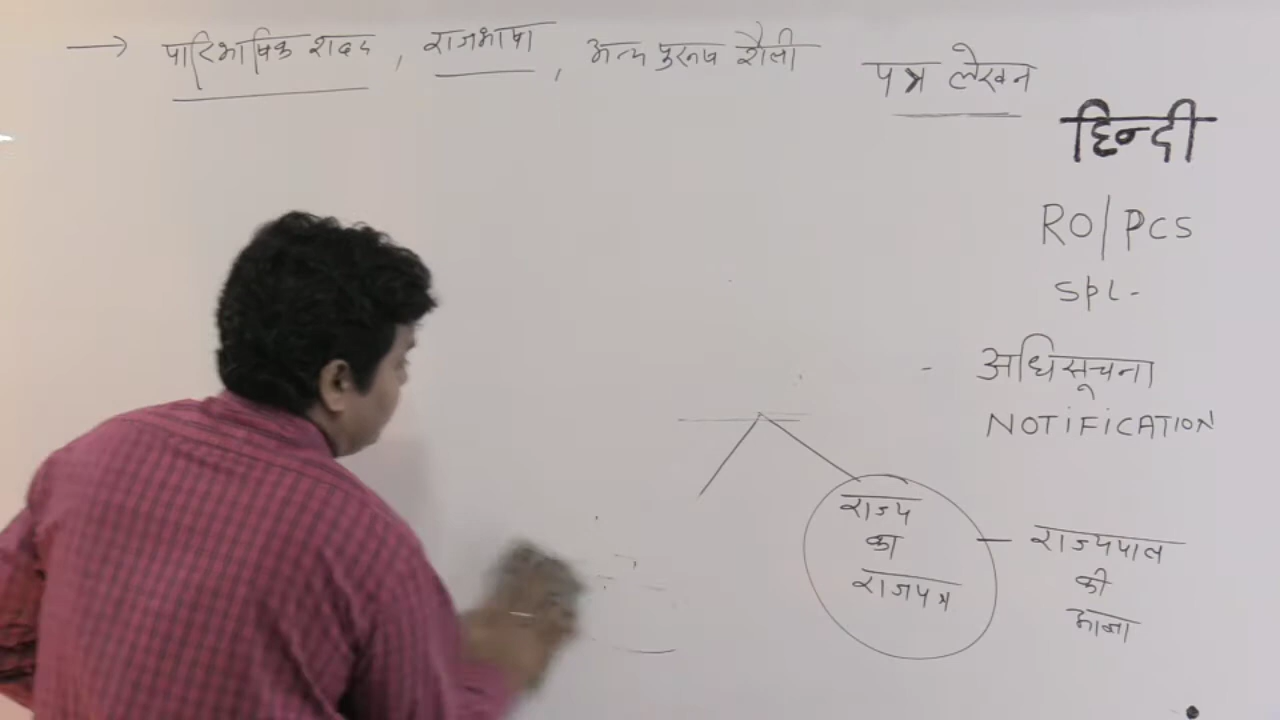 → पारिभाषिक शब्द , राजभाषा , अन्य पुरुष शैली
पत्र लेखन
हिन्दी
RO/PCS
Spl-
- अधिसूचना
NOTiFiCATiON
राज्य
का
राजपत्र
— राज्यपाल
की
आज्ञा